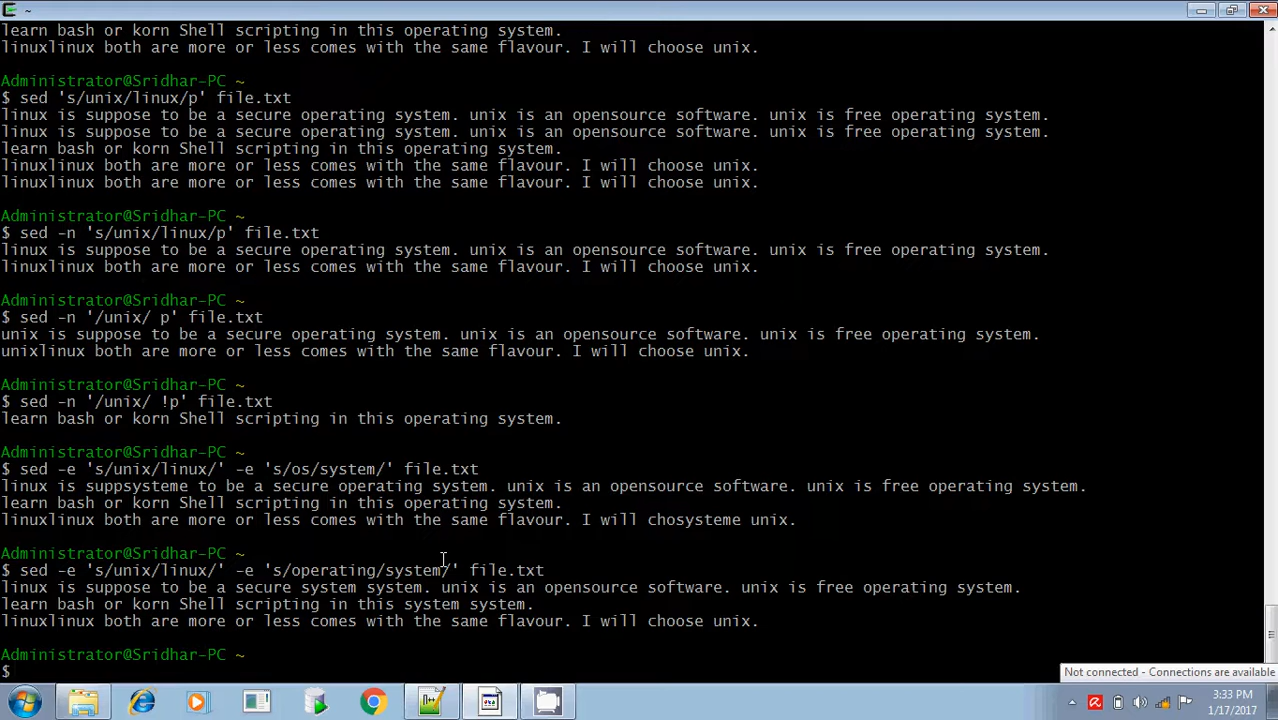 ~
learn bash or korn Shell scripting in this operating system.
linuxlinux both are more or less comes with the same flavour. I will choose unix.
Administrator@Sridhar-PC ~
$ sed 's/unix/linux/p' file.txt
linux is suppose to be a secure operating system. unix is an opensource software. unix is free operating system.
linux is suppose to be a secure operating system. unix is an opensource software. unix is free operating system.
learn bash or korn Shell scripting in this operating system.
linuxlinux both are more or less comes with the same flavour. I will choose unix.
linuxlinux both are more or less comes with the same flavour. I will choose unix.
Administrator@Sridhar-PC ~
$ sed -n 's/unix/linux/p' file.txt
linux is suppose to be a secure operating system. unix is an opensource software. unix is free operating system.
linuxlinux both are more or less comes with the same flavour. I will choose unix.
Administrator@Sridhar-PC ~
$ sed -n '/unix/ p' file.txt
unix is suppose to be a secure operating system. unix is an opensource software. unix is free operating system.
unixlinux both are more or less comes with the same flavour. I will choose unix.
Administrator@Sridhar-PC ~
$ sed -n '/unix/ !p' file.txt
learn bash or korn Shell scripting in this operating system.
Administrator@Sridhar-PC ~
$ sed -e 's/unix/linux/' -e 's/os/system/' file.txt
linux is suppsysteme to be a secure operating system. unix is an opensource software. unix is free operating system.
learn bash or korn Shell scripting in this operating system.
linuxlinux both are more or less comes with the same flavour. I will chosysteme unix.
Administrator@Sridhar-PC ~
$ sed -e 's/unix/linux/' -e 's/operating/system/' file.txt
linux is suppose to be a secure system system. unix is an opensource software. unix is free operating system.
learn bash or korn Shell scripting in this system system.
linuxlinux both are more or less comes with the same flavour. I will choose unix.
Administrator@Sridhar-PC ~
$
Not connected - Connections are available
3:33 PM
1/17/2017